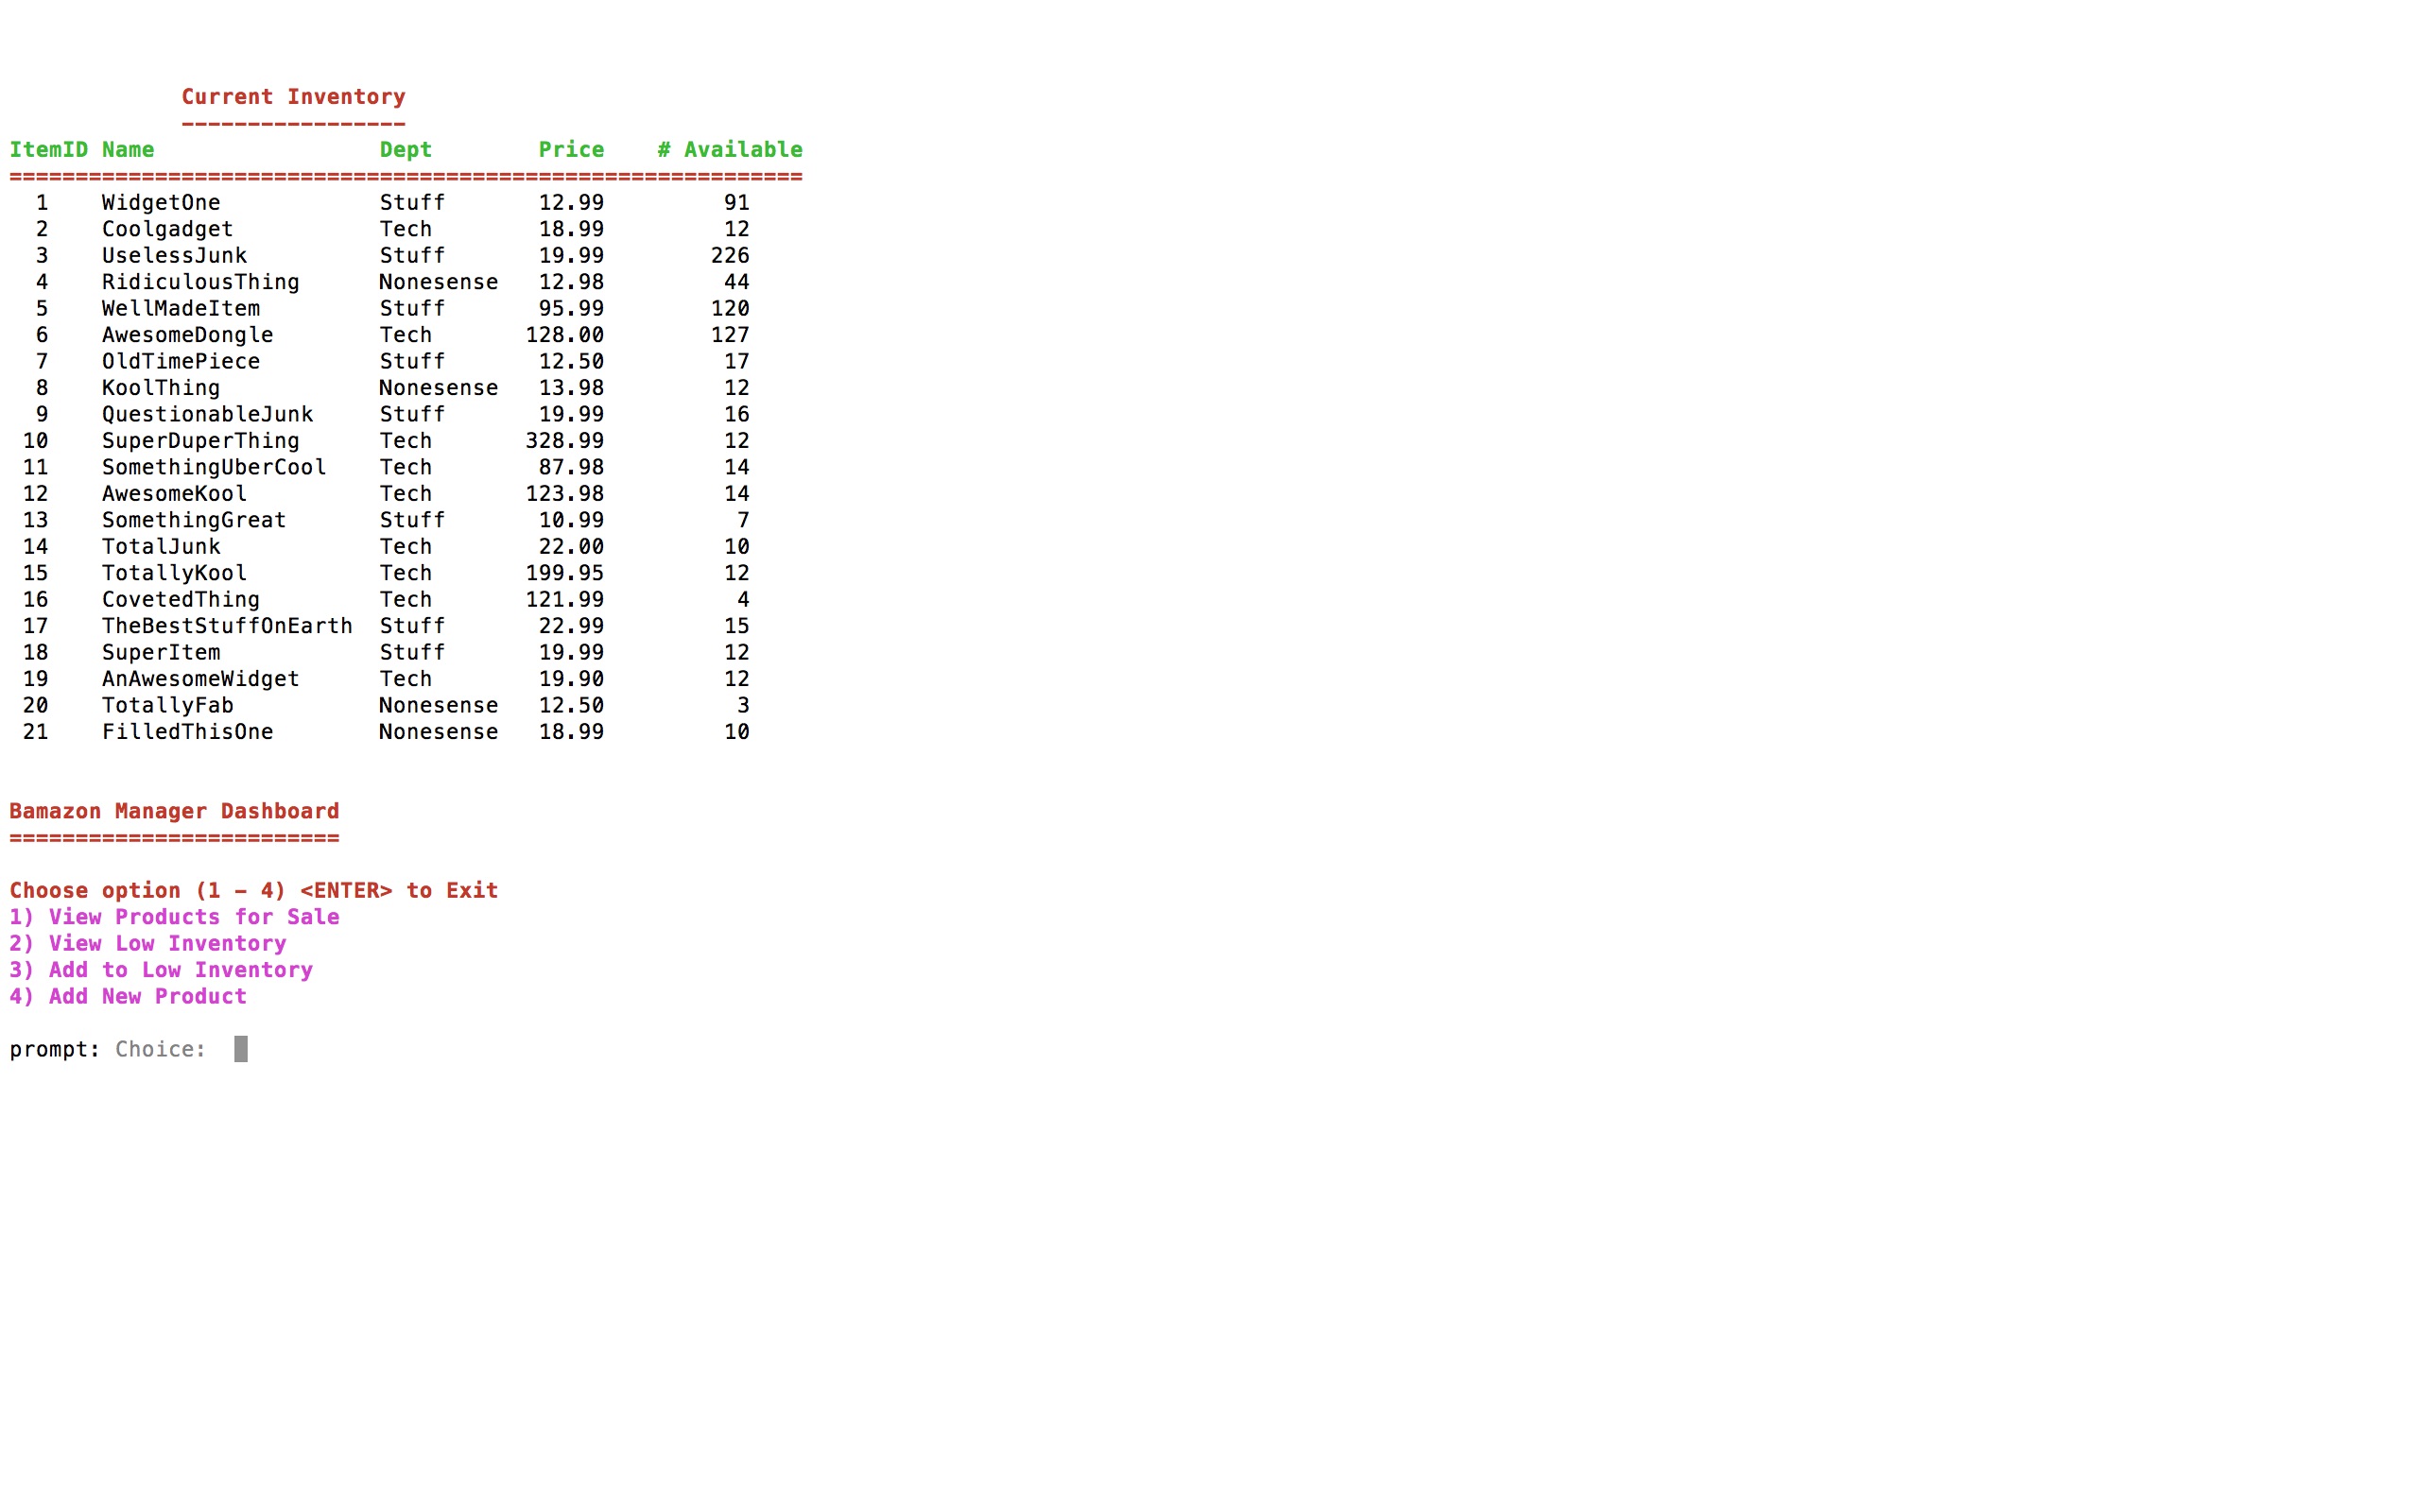 Current Inventory
-----------------
ItemID Name                 Dept        Price    # Available
============================================================
  1    WidgetOne            Stuff       12.99         91
  2    Coolgadget           Tech        18.99         12
  3    UselessJunk          Stuff       19.99        226
  4    RidiculousThing      Nonesense   12.98         44
  5    WellMadeItem         Stuff       95.99        120
  6    AwesomeDongle        Tech       128.00        127
  7    OldTimePiece         Stuff       12.50         17
  8    KoolThing            Nonesense   13.98         12
  9    QuestionableJunk     Stuff       19.99         16
 10    SuperDuperThing      Tech       328.99         12
 11    SomethingUberCool    Tech        87.98         14
 12    AwesomeKool          Tech       123.98         14
 13    SomethingGreat       Stuff       10.99          7
 14    TotalJunk            Tech        22.00         10
 15    TotallyKool          Tech       199.95         12
 16    CovetedThing         Tech       121.99          4
 17    TheBestStuffOnEarth  Stuff       22.99         15
 18    SuperItem            Stuff       19.99         12
 19    AnAwesomeWidget      Tech        19.90         12
 20    TotallyFab           Nonesense   12.50          3
 21    FilledThisOne        Nonesense   18.99         10
Bamazon Manager Dashboard
=========================
Choose option (1 - 4) <ENTER> to Exit
1) View Products for Sale
2) View Low Inventory
3) Add to Low Inventory
4) Add New Product
prompt: Choice: